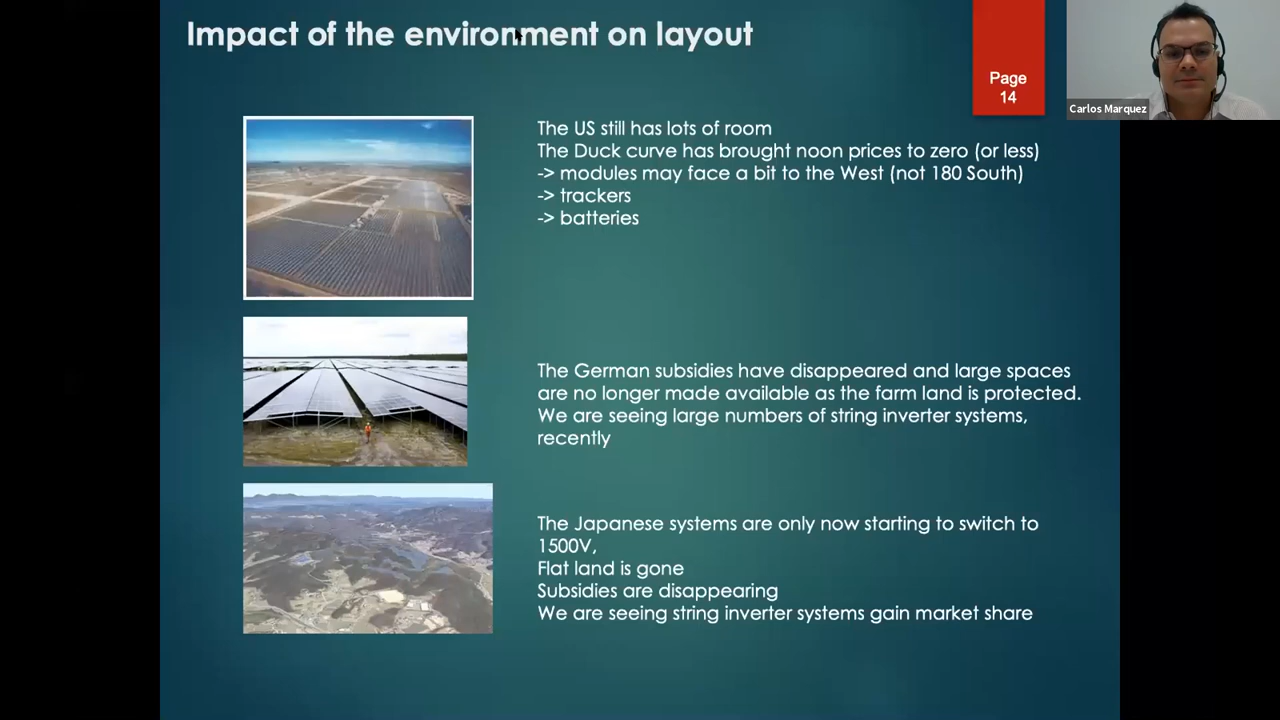 Impact of the environment on layout
Page
14
Carlos Marquez
The US still has lots of room
The Duck curve has brought noon prices to zero (or less)
-> modules may face a bit to the West (not 180 South)
-> trackers
-> batteries
The German subsidies have disappeared and large spaces
are no longer made available as the farm land is protected.
We are seeing large numbers of string inverter systems,
recently
The Japanese systems are only now starting to switch to
1500V,
Flat land is gone
Subsidies are disappearing
We are seeing string inverter systems gain market share